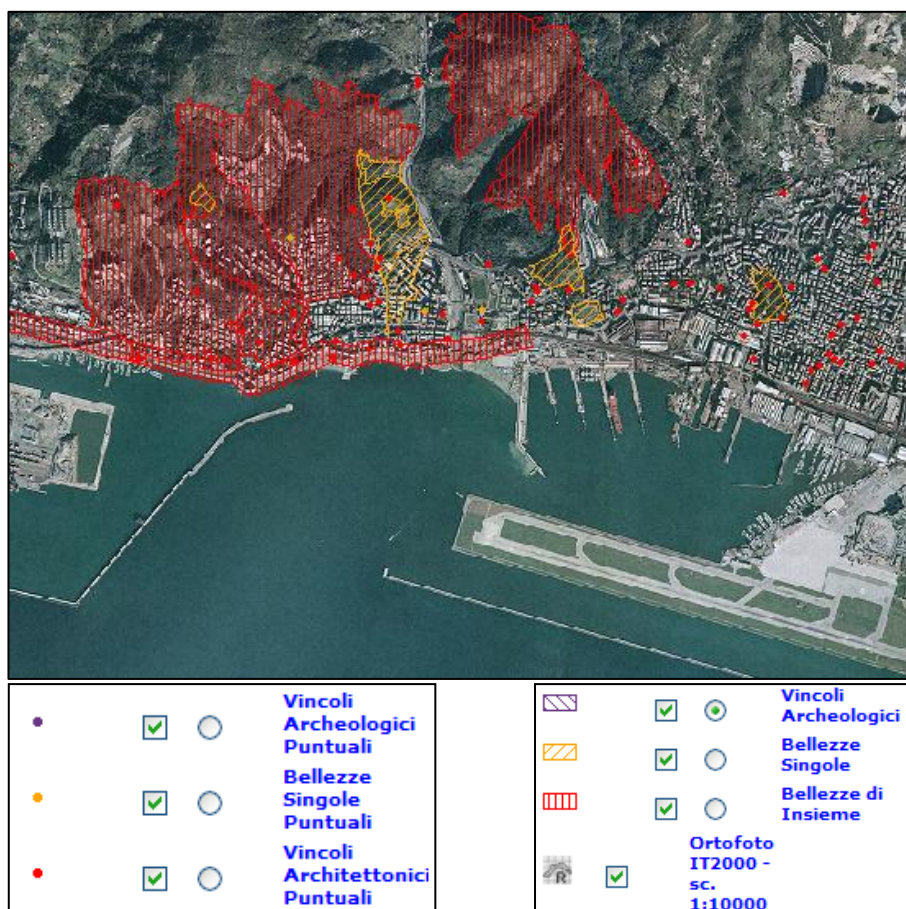 Vincoli
Archeologici
Puntuali
Bellezze
Singole
Puntuali
Vincoli
Architettonici
Puntuali
Vincoli
Archeologici
Bellezze
Singole
Bellezze di
Insieme
R
Ortofoto
IT2000 -
sc.
1:10000